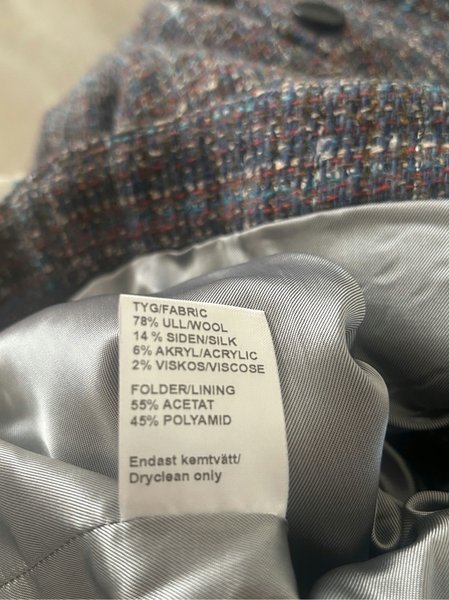 TYG/FABRIC
78% ULL/WOOL
14 % SIDEN/SILK
6% AKRYL/ACRYLIC
2% VISKOS/VISCOSE
FOLDER/LINING
55% ACETAT
45% POLYAMID
Endast kemtvätt/
Dryclean only